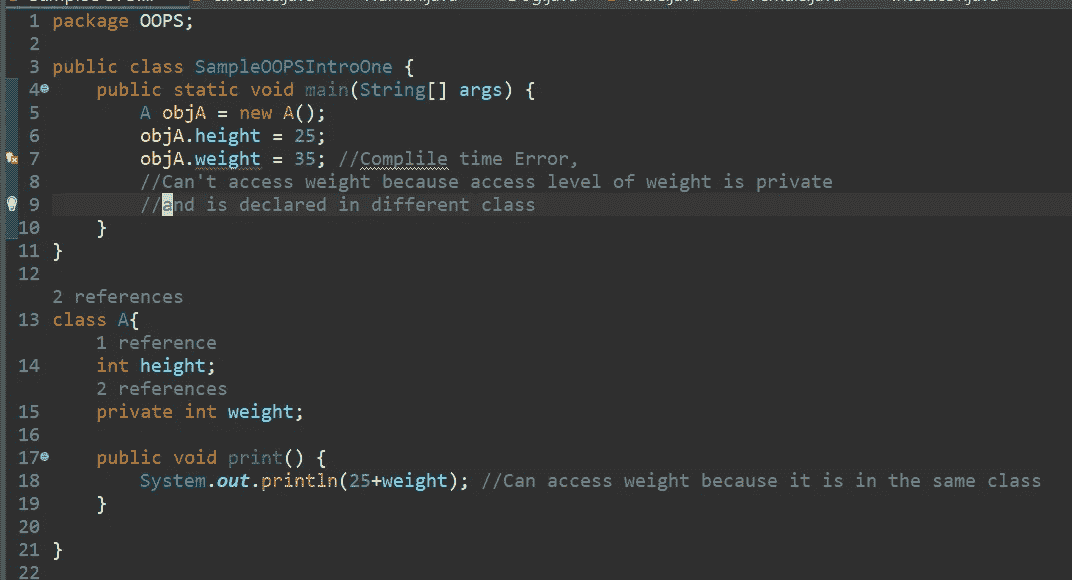 1 package OOPS;
2
3 public class SampleOOPSIntroOne {
4 public static void main(String[] args) {
5 A objA = new A();
6 objA.height = 25;
7 objA.weight = 35; //Complile time Error,
8 //Can't access weight because access level of weight is private
9 //and is declared in different class
10 }
11 }
12
2 references
13 class A{
1 reference
14 int height;
2 references
15 private int weight;
16
17 public void print() {
18 System.out.println(25+weight); //Can access weight because it is in the same class
19 }
20
21 }
22